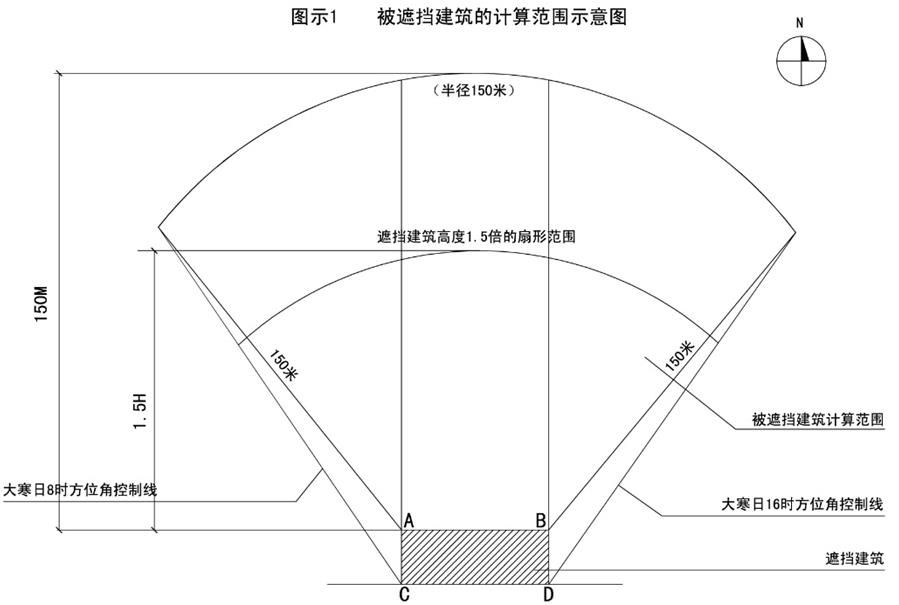 图示1 被遮挡建筑的计算范围示意图
N
（半径150米）
遮挡建筑高度1.5倍的扇形范围
150M
150米
150米
1.5H
被遮挡建筑计算范围
大寒日8时方位角控制线
大寒日16时方位角控制线
A
B
遮挡建筑
C
D